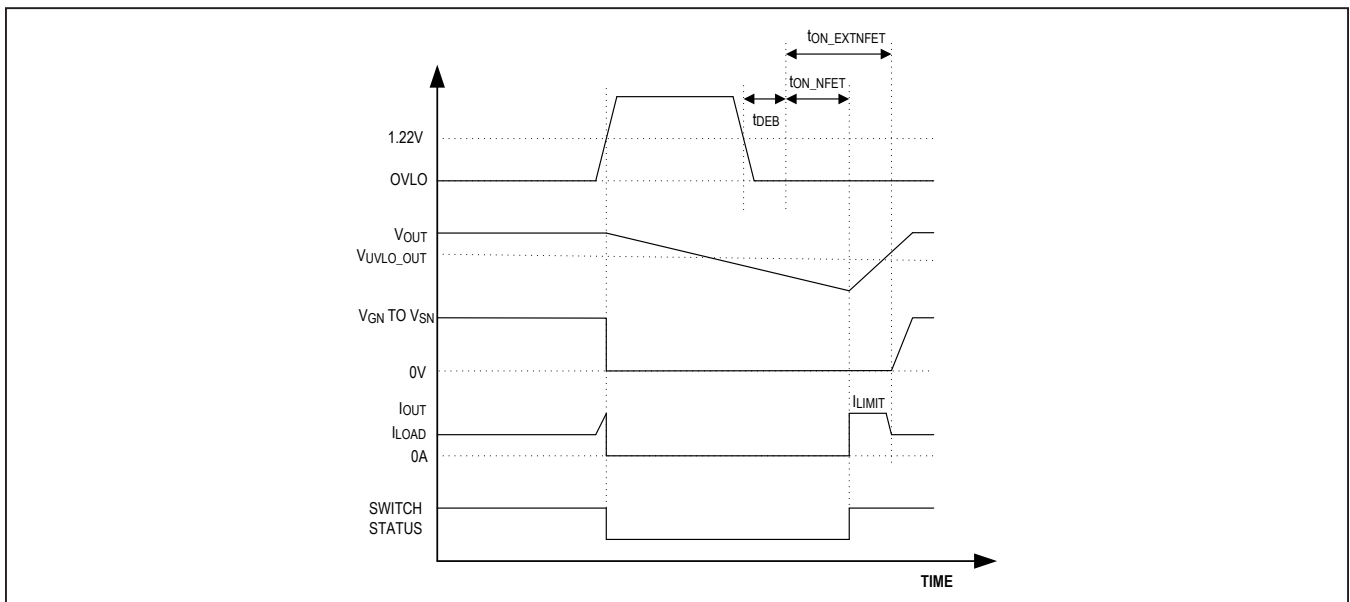 tON_EXTNFET
tON_NFET
tDEB
1.22V
OVLO
VOUT
VUVLO_OUT
VGN TO VSN
0V
IOUT
ILIMIT
ILOAD
0A
SWITCH
STATUS
TIME